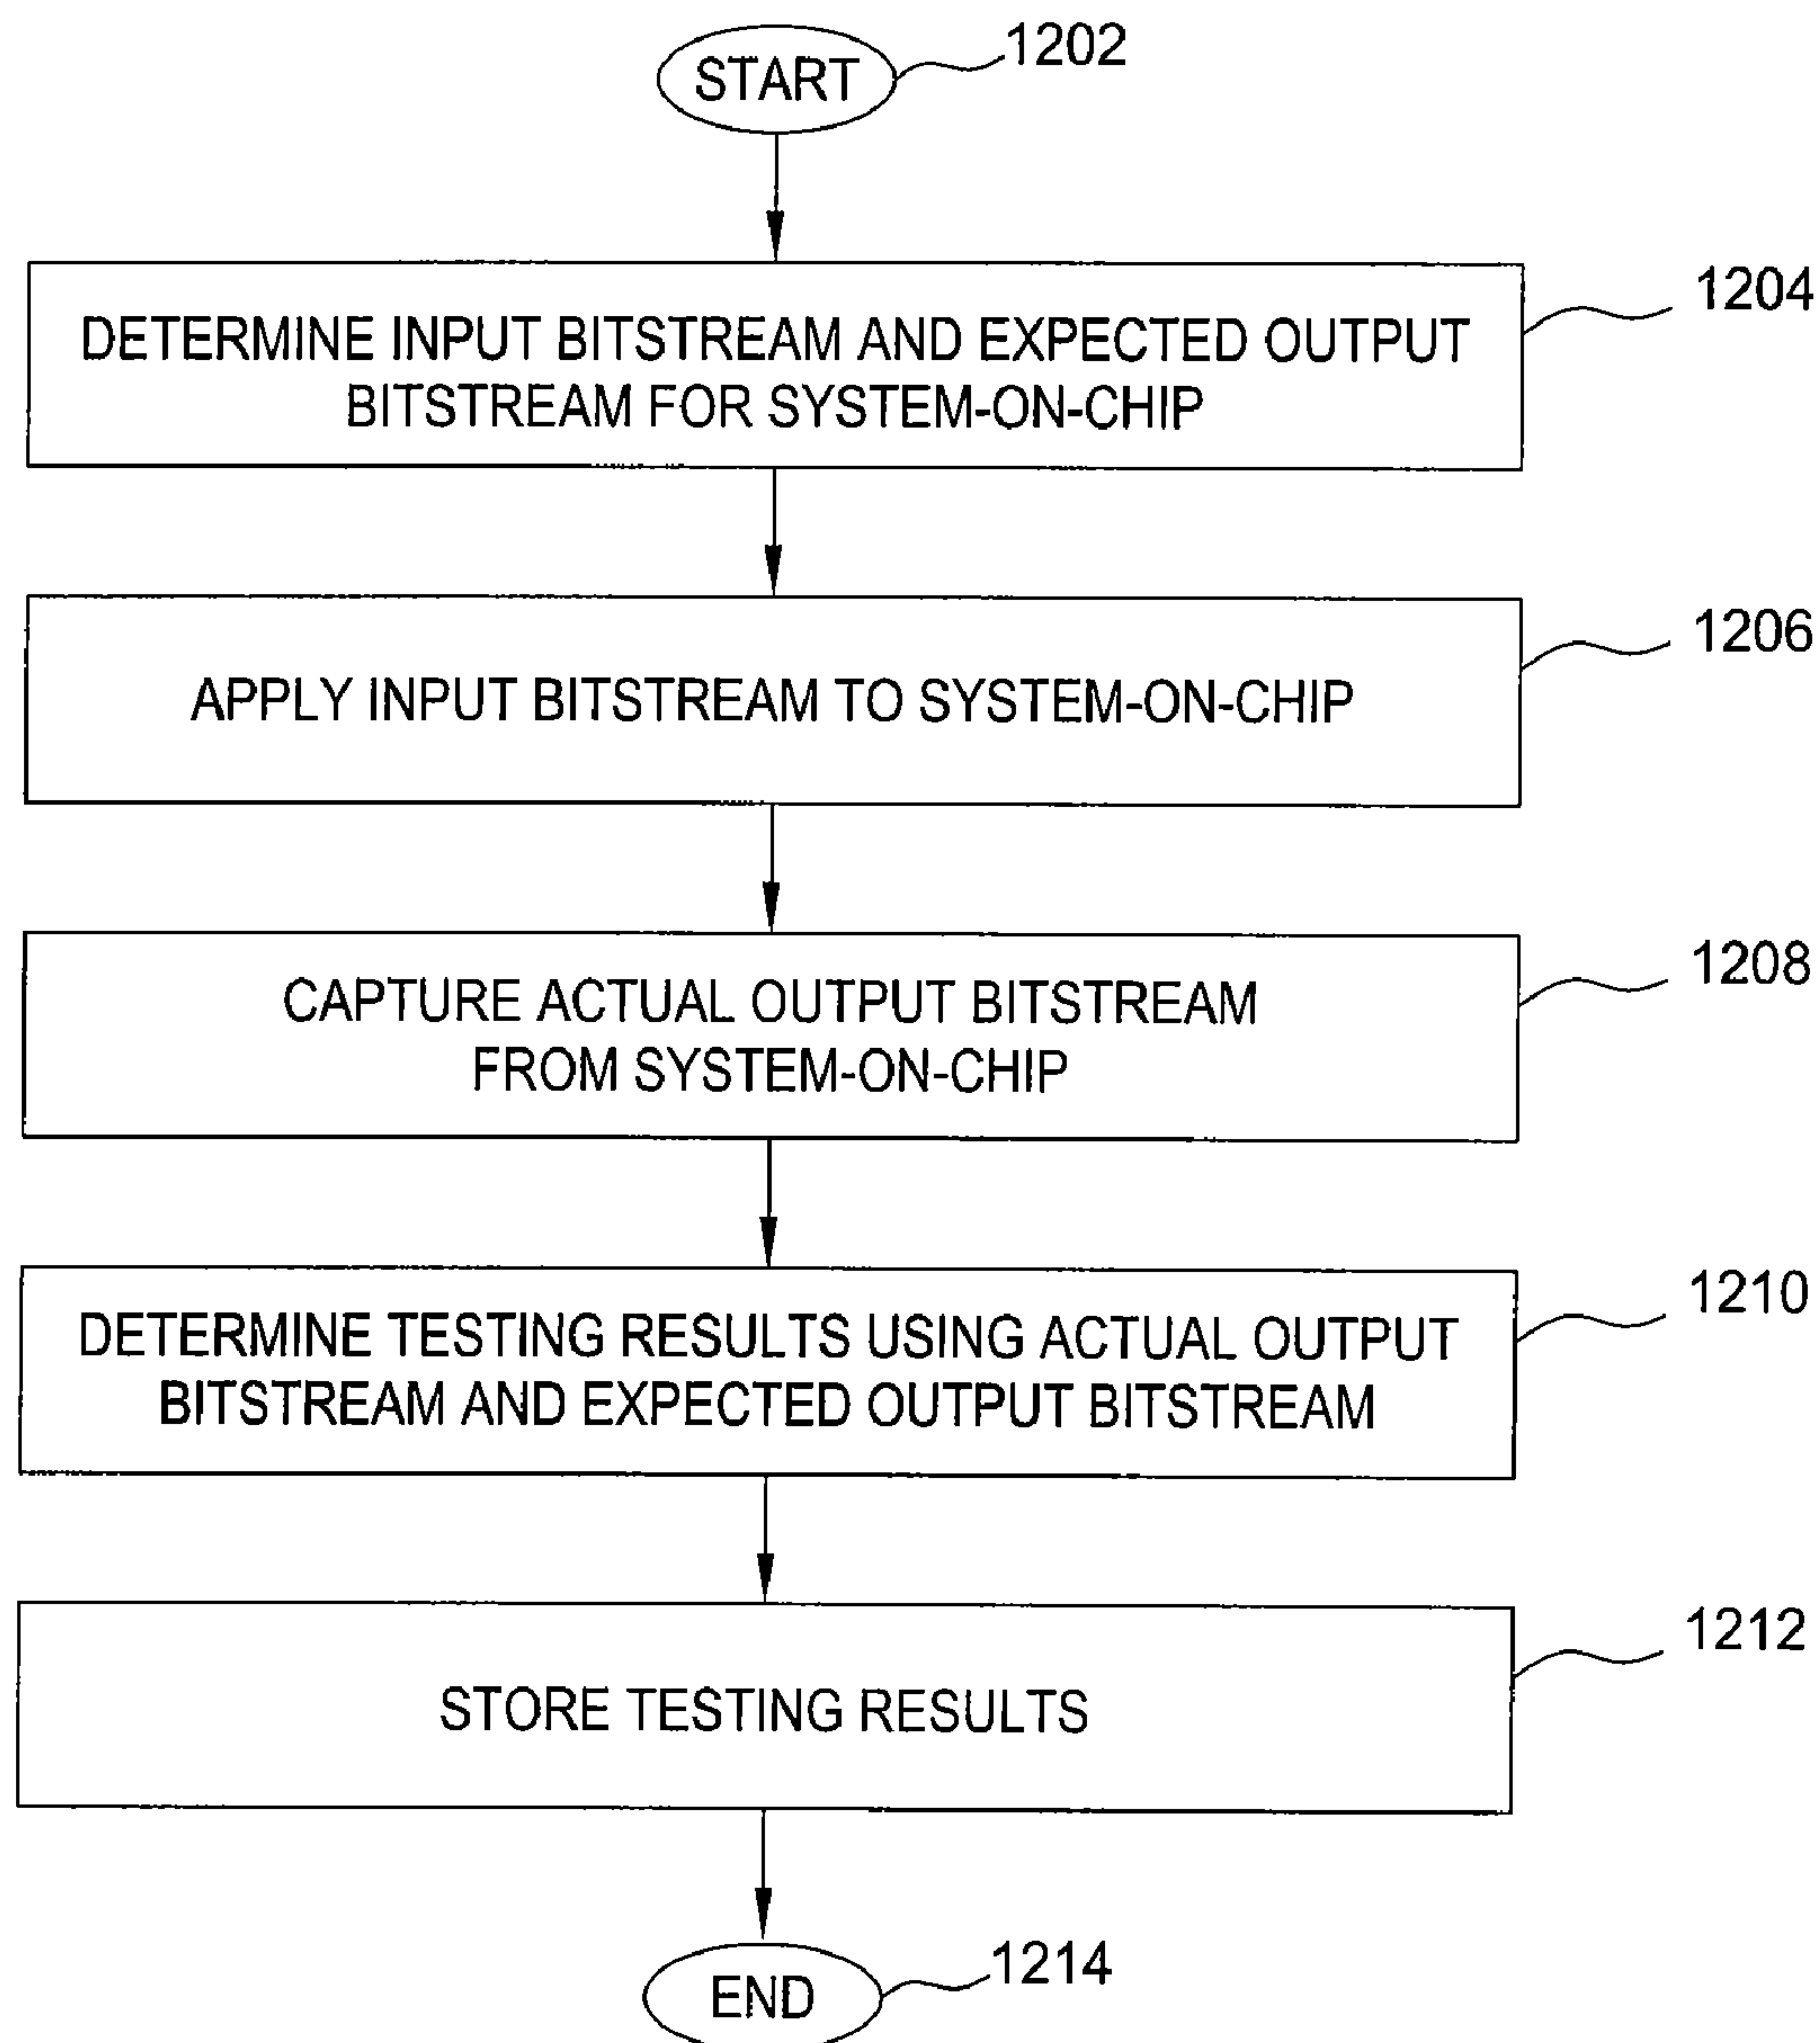 START
1202
DETERMINE INPUT BITSTREAM AND EXPECTED OUTPUT
BITSTREAM FOR SYSTEM-ON-CHIP
1204
APPLY INPUT BITSTREAM TO SYSTEM-ON-CHIP
1206
CAPTURE ACTUAL OUTPUT BITSTREAM
FROM SYSTEM-ON-CHIP
1208
DETERMINE TESTING RESULTS USING ACTUAL OUTPUT
BITSTREAM AND EXPECTED OUTPUT BITSTREAM
1210
STORE TESTING RESULTS
1212
END
1214